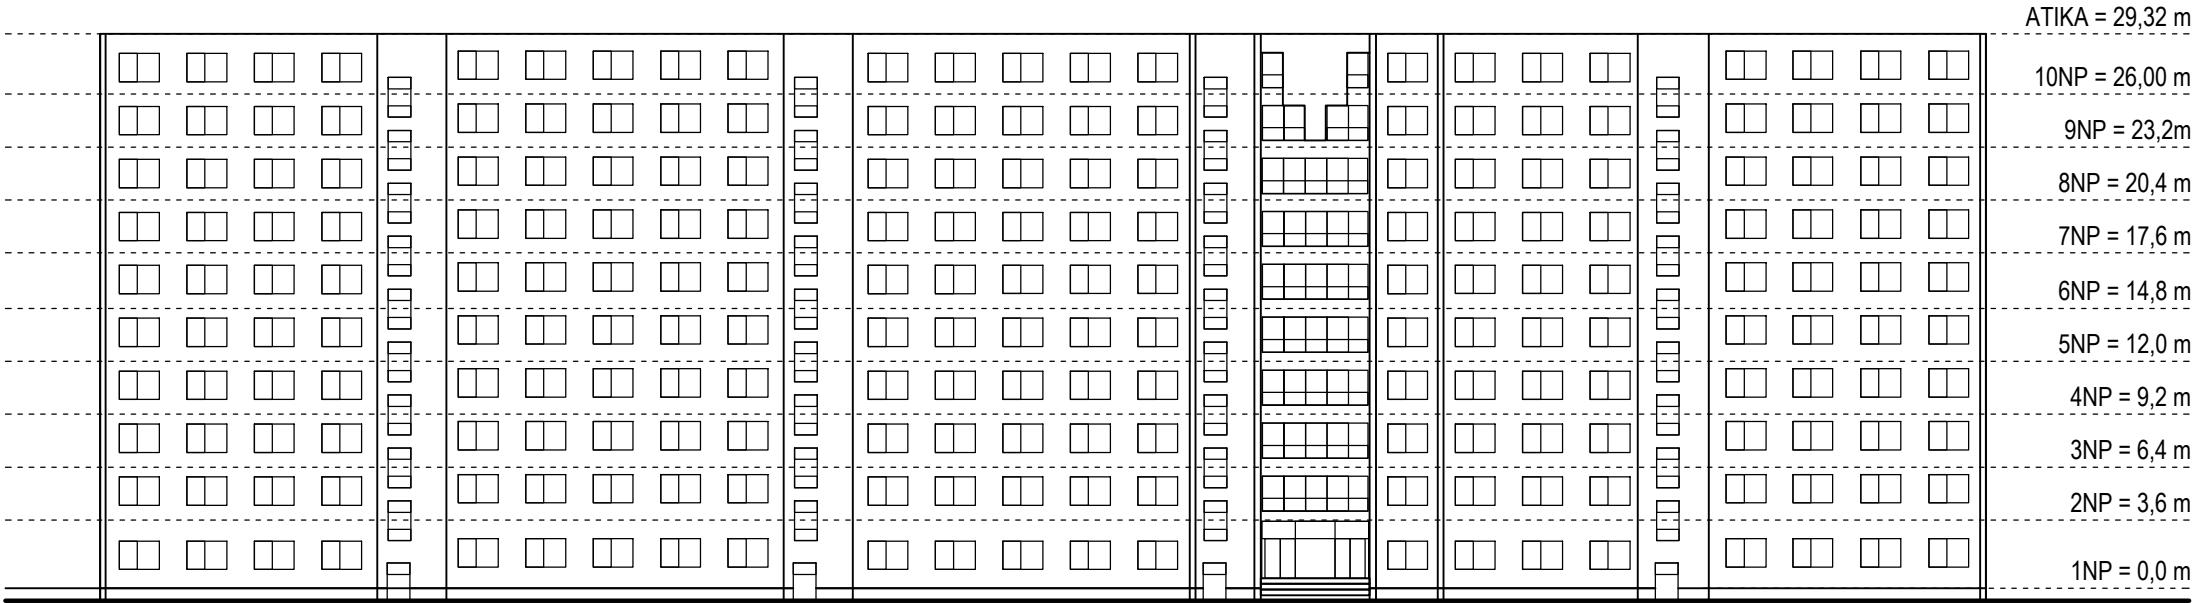 ATIKA = 29,32 m
10NP = 26,00 m
9NP = 23,2m
8NP = 20,4 m
7NP = 17,6 m
6NP = 14,8 m
5NP = 12,0 m
4NP = 9,2 m
3NP = 6,4 m
2NP = 3,6 m
1NP = 0,0 m